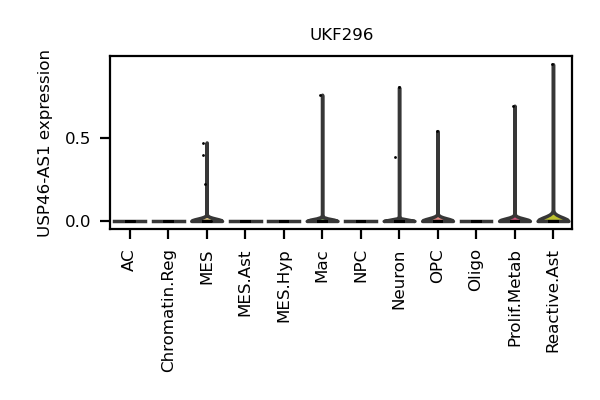 UKF296
USP46-AS1 expression
0.5
0.0
AC
Chromatin.Reg
MES
MES.Ast
MES.Hyp
Mac
NPC
Neuron
OPC
Oligo
Prolif.Metab
Reactive.Ast